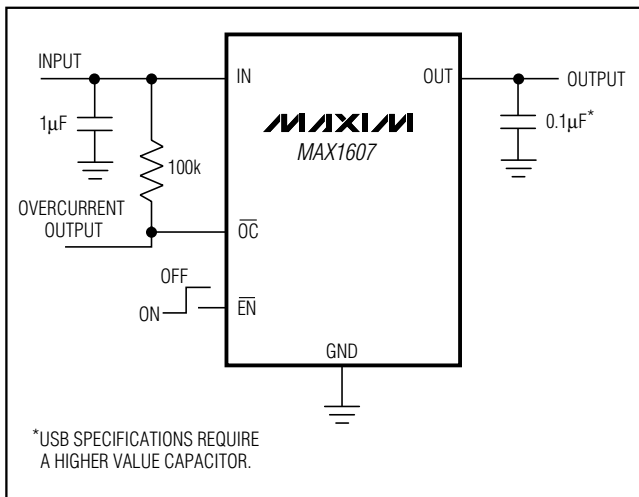 INPUT
IN
OUT
OUTPUT
1µF
MAXIM
0.1µF*
MAX1607
100k
OVERCURRENT
OUTPUT
OC
OFF
ON
EN
GND
*USB SPECIFICATIONS REQUIRE
A HIGHER VALUE CAPACITOR.